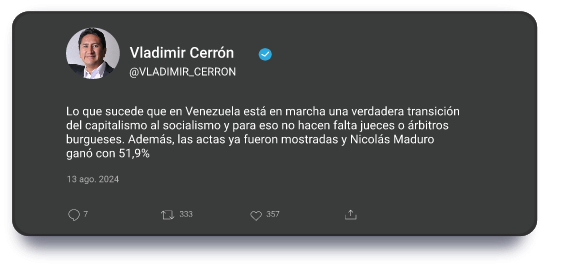 Vladimir Cerrón
@VLADIMIR_CERRON
Lo que sucede que en Venezuela está en marcha una verdadera transición
del capitalismo al socialismo y para eso no hacen falta jueces o árbitros
burgueses. Además, las actas ya fueron mostradas y Nicolás Maduro
ganó con 51,9%
13 ago. 2024
7 333 357